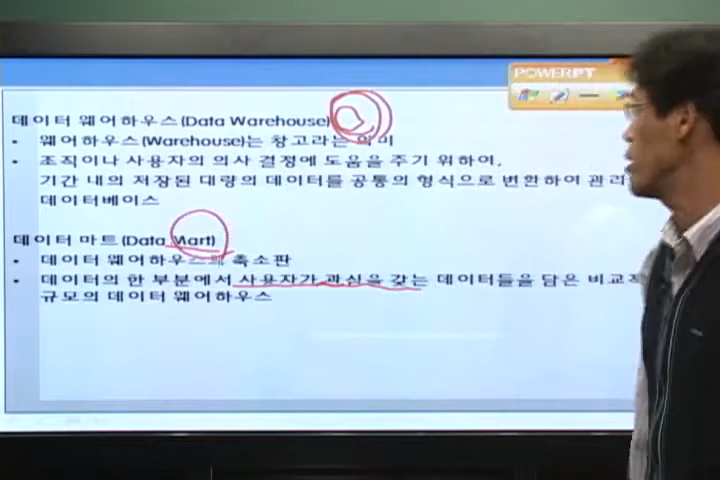 POWERPT
데이터 웨어하우스(Data Warehouse)
• 웨어하우스(Warehouse)는 창고라는 의미
• 조직이나 사용자의 의사 결정에 도움을 주기 위하여,
기간 내의 저장된 대량의 데이터를 공통의 형식으로 변환하여 관리
데이터베이스
데이터 마트(Data Mart)
• 데이터 웨어하우스의 축소판
• 데이터의 한 부분에서 사용자가 관심을 갖는 데이터들을 담은 비교적
규모의 데이터 웨어하우스